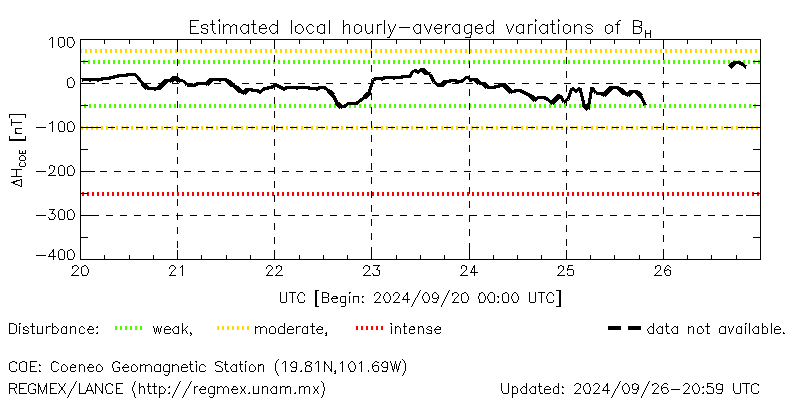 Estimated local hourly-averaged variations of BH
100
0
-100
-200
-300
-400
ΔHCOE [nT]
20 21 22 23 24 25 26
UTC [Begin: 2024/09/20 00:00 UTC]
Disturbance: weak, moderate, intense data not available.
COE: Coeneo Geomagnetic Station (19.81N,101.69W)
REGMEX/LANCE (http://regmex.unam.mx) Updated: 2024/09/26-20:59 UTC